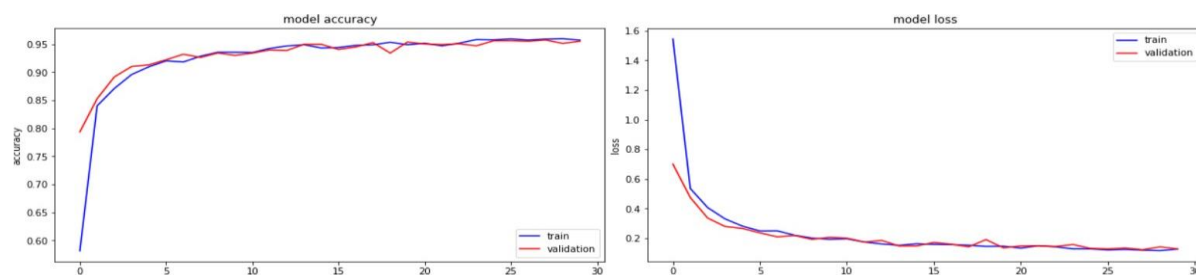 model accuracy
0.95
0.90
0.85
0.80
0.75
0.70
0.65
0.60
accuracy
train
validation
0 5 10 15 20 25 30
model loss
1.6
1.4
1.2
1.0
0.8
0.6
0.4
0.2
loss
train
validation
0 5 10 15 20 25